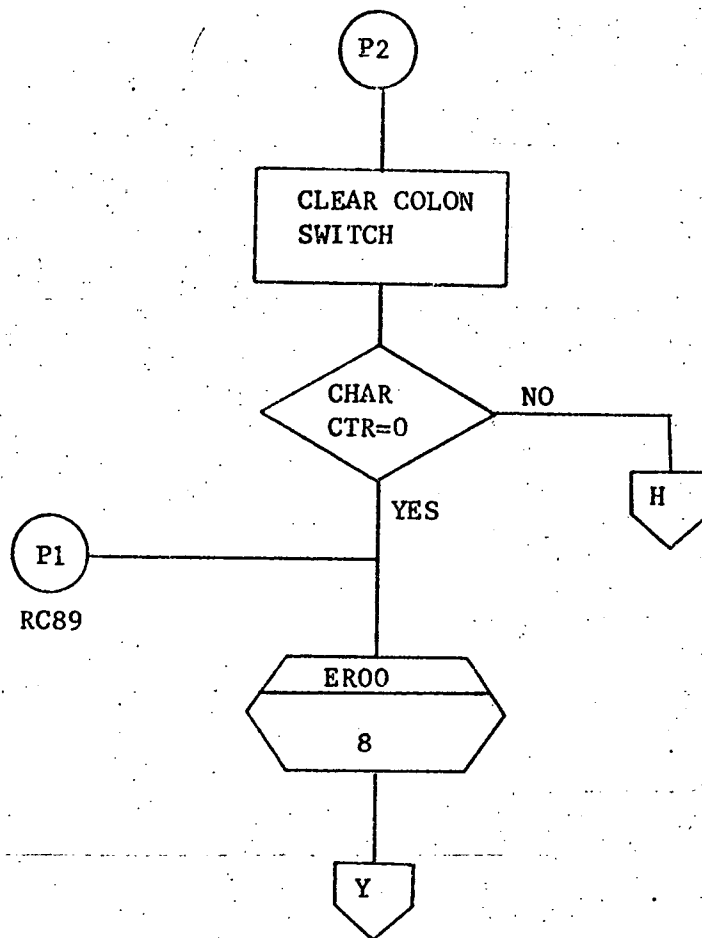 P2
CLEAR COLON
SWITCH
CHAR
CTR=0
NO
H
YES
P1
RC89
ER00
8
Y